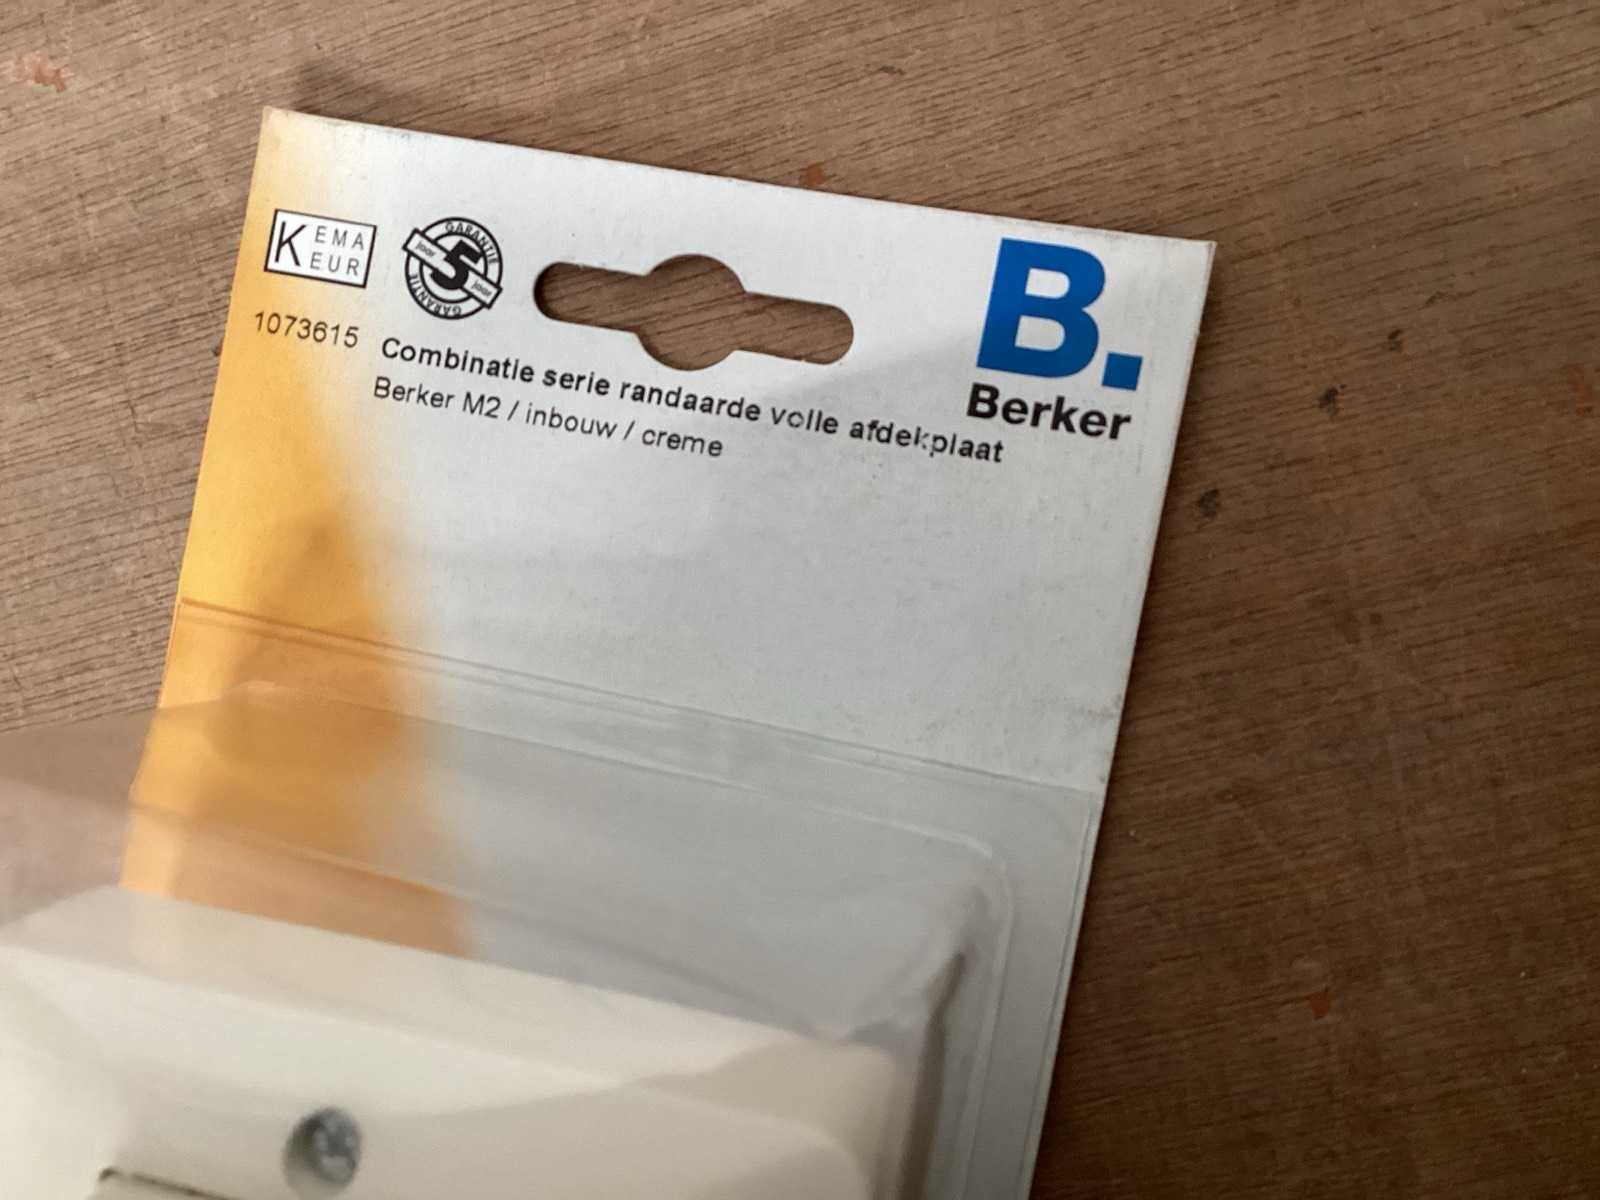 KEMA
KEUR
GARANTIE
jaar 5 jaar
GARANTIE
B.
Berker
1073615
Combinatie serie randaarde volle afdekplaat
Berker M2 / inbouw / creme